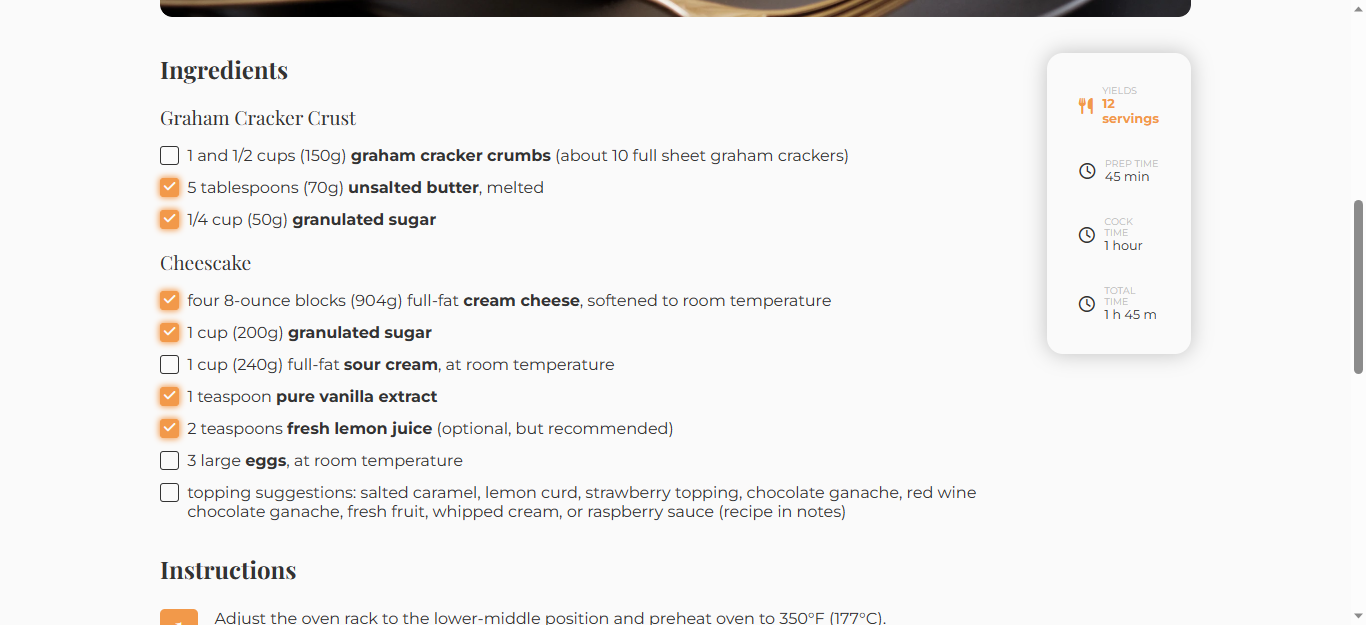 Ingredients
Graham Cracker Crust
1 and 1/2 cups (150g) graham cracker crumbs (about 10 full sheet graham crackers)
5 tablespoons (70g) unsalted butter, melted
1/4 cup (50g) granulated sugar
Cheescake
four 8-ounce blocks (904g) full-fat cream cheese, softened to room temperature
1 cup (200g) granulated sugar
1 cup (240g) full-fat sour cream, at room temperature
1 teaspoon pure vanilla extract
2 teaspoons fresh lemon juice (optional, but recommended)
3 large eggs, at room temperature
topping suggestions: salted caramel, lemon curd, strawberry topping, chocolate ganache, red wine
chocolate ganache, fresh fruit, whipped cream, or raspberry sauce (recipe in notes)
YIELDS
12
servings
PREP TIME
45 min
COCK
TIME
1 hour
TOTAL
TIME
1 h 45 m
Instructions
Adjust the oven rack to the lower-middle position and preheat oven to 350°F (177°C).